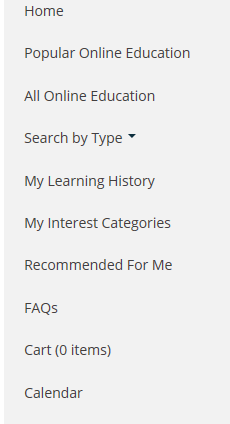 Home
Popular Online Education
All Online Education
Search by Type
My Learning History
My Interest Categories
Recommended For Me
FAQs
Cart (0 items)
Calendar